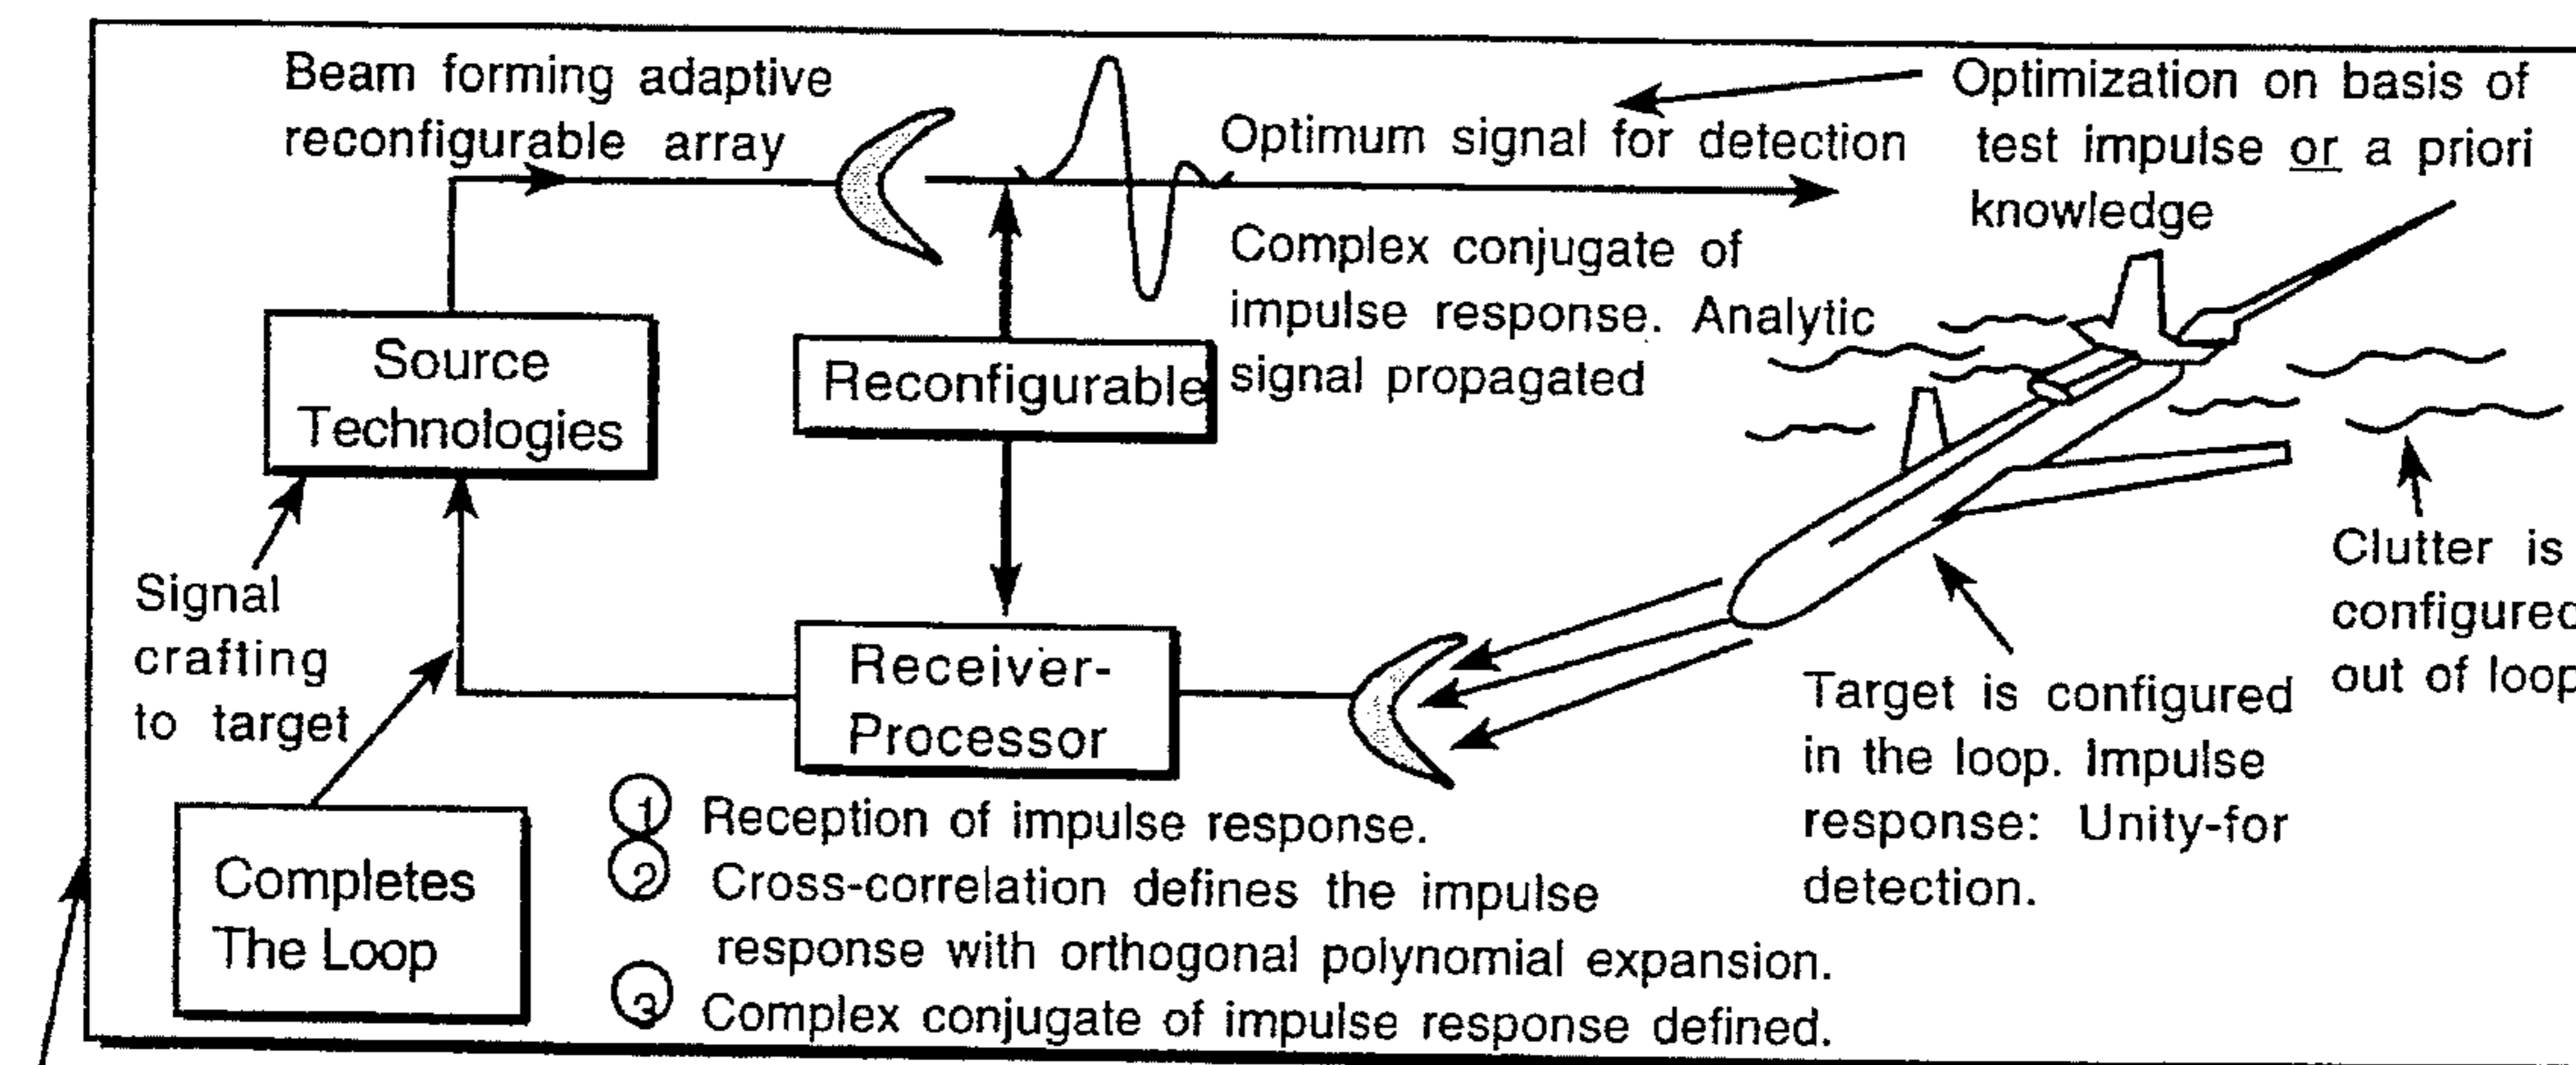 Beam forming adaptive
reconfigurable array
Optimum signal for detection
Optimization on basis of
test impulse or a priori
knowledge
Complex conjugate of
impulse response. Analytic
signal propagated
Source
Technologies
Reconfigurable
Signal
crafting
to target
Receiver-
Processor
Clutter is
configured
out of loop
Target is configured
in the loop. Impulse
response: Unity-for
detection.
Completes
The Loop
1 Reception of impulse response.
2 Cross-correlation defines the impulse
response with orthogonal polynomial expansion.
3 Complex conjugate of impulse response defined.